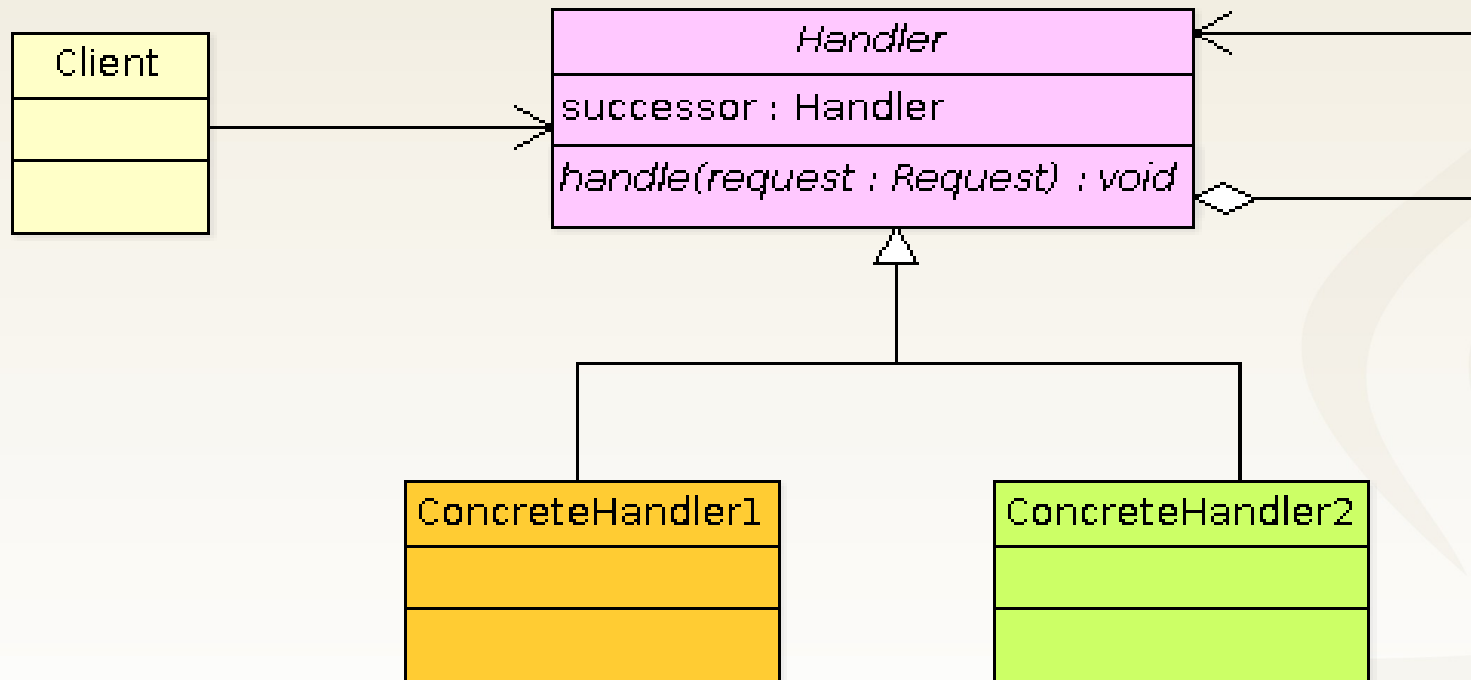 Client
Handler
successor : Handler
handle(request : Request) : void
ConcreteHandler1
ConcreteHandler2